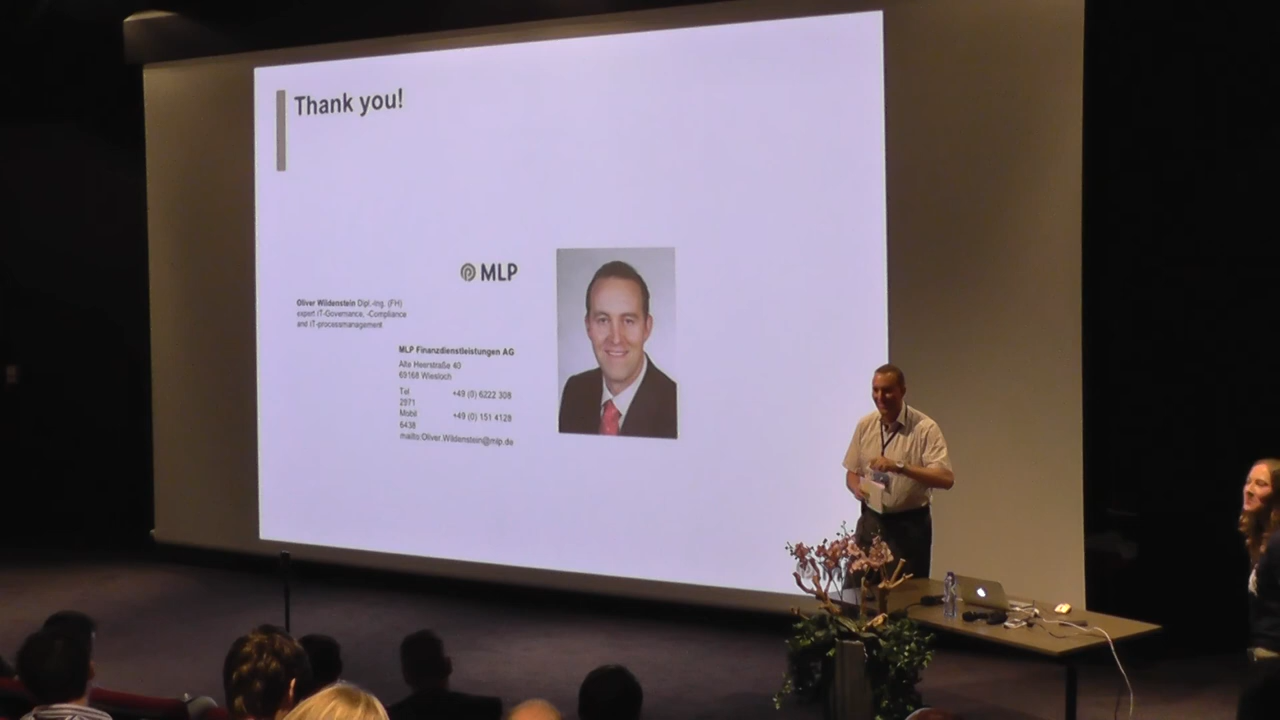 Thank you!
MLP
Oliver Wildenstein Dipl.-Ing. (FH)
expert iT-Governance, -Compliance
and iT-processmanagement
MLP Finanzdienstleistungen AG
Alte Heerstraße 40
69168 Wiesloch
Tel +49 (0) 6222 308
2971
Mobil +49 (0) 151 4128
6438
mailto:Oliver.Wildenstein@mlp.de